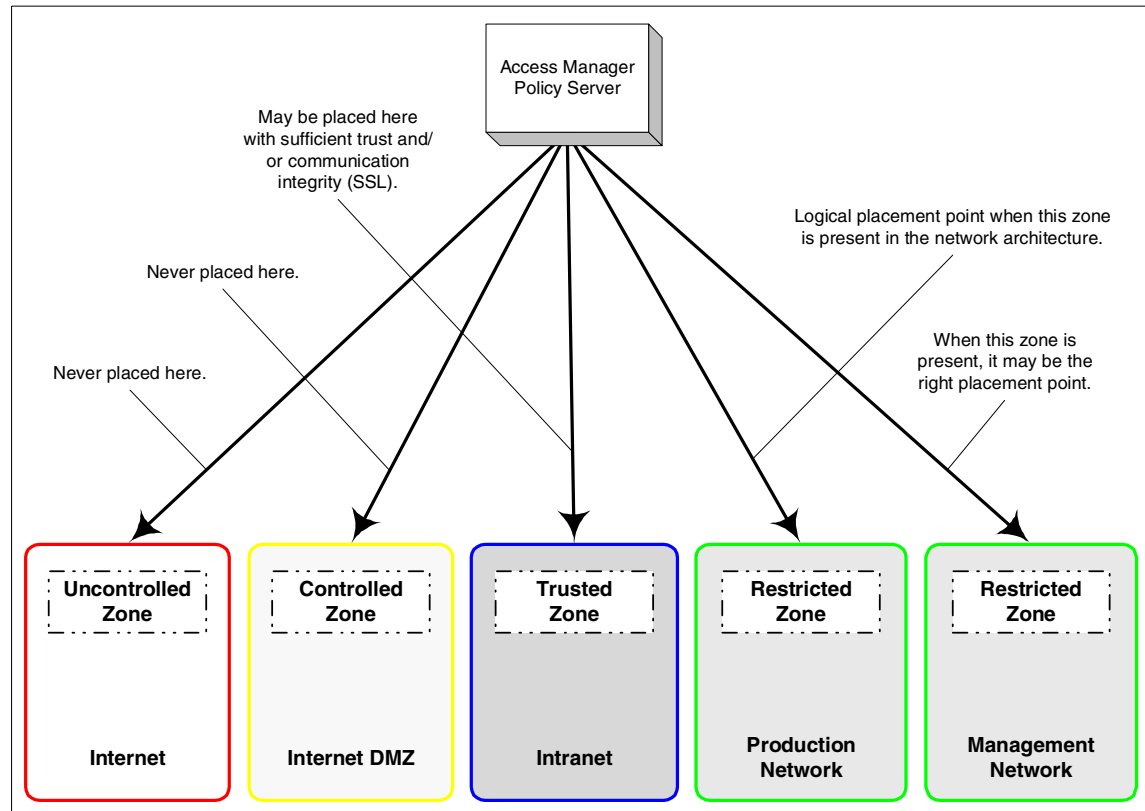 Access Manager
Policy Server
May be placed here
with sufficient trust and/
or communication
integrity (SSL).
Logical placement point when this zone
is present in the network architecture.
Never placed here.
When this zone is
present, it may be the
right placement point.
Never placed here.
Uncontrolled
Zone
Controlled
Zone
Trusted
Zone
Restricted
Zone
Restricted
Zone
Internet
Internet DMZ
Intranet
Production
Network
Management
Network